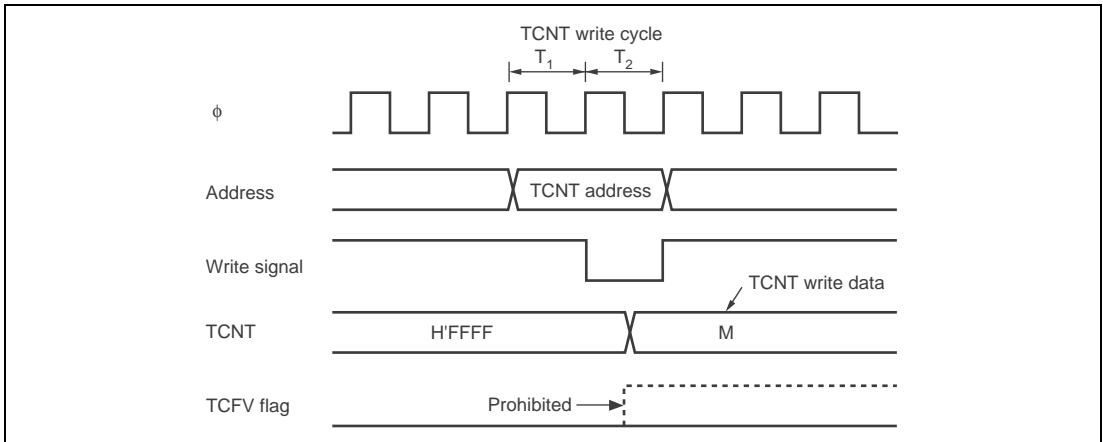 TCNT write cycle
T1 T2
ϕ
Address
TCNT address
Write signal
TCNT write data
TCNT
H'FFFF
M
TCFV flag
Prohibited